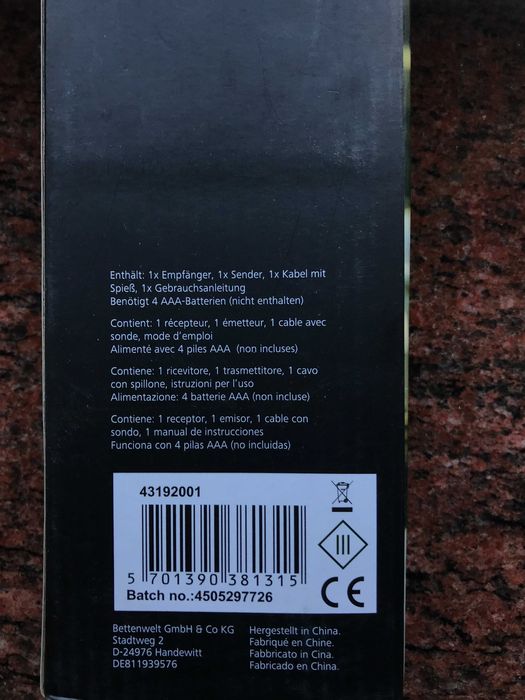 Enthält: 1x Empfänger, 1x Sender, 1x Kabel mit
Spieß, 1x Gebrauchsanleitung
Benötigt 4 AAA-Batterien (nicht enthalten)
Contient: 1 récepteur, 1 émetteur, 1 cable avec
sonde, mode d'emploi
Alimenté avec 4 piles AAA (non incluses)
Contiene: 1 ricevitore, 1 trasmettitore, 1 cavo
con spillone, istruzioni per l'uso
Alimentazione: 4 batterie AAA (non incluse)
Contiene: 1 receptor, 1 emisor, 1 cable con
sondo, 1 manual de instrucciones
Funciona con 4 pilas AAA (no incluidas)
43192001
III
5 701390 381315
Batch no.:4505297726
CE
Bettenwelt GmbH & Co KG
Stadtweg 2
D-24976 Handewitt
DE811939576
Hergestellt in China.
Fabriqué en Chine.
Fabbricato in Cina.
Fabricado en China.